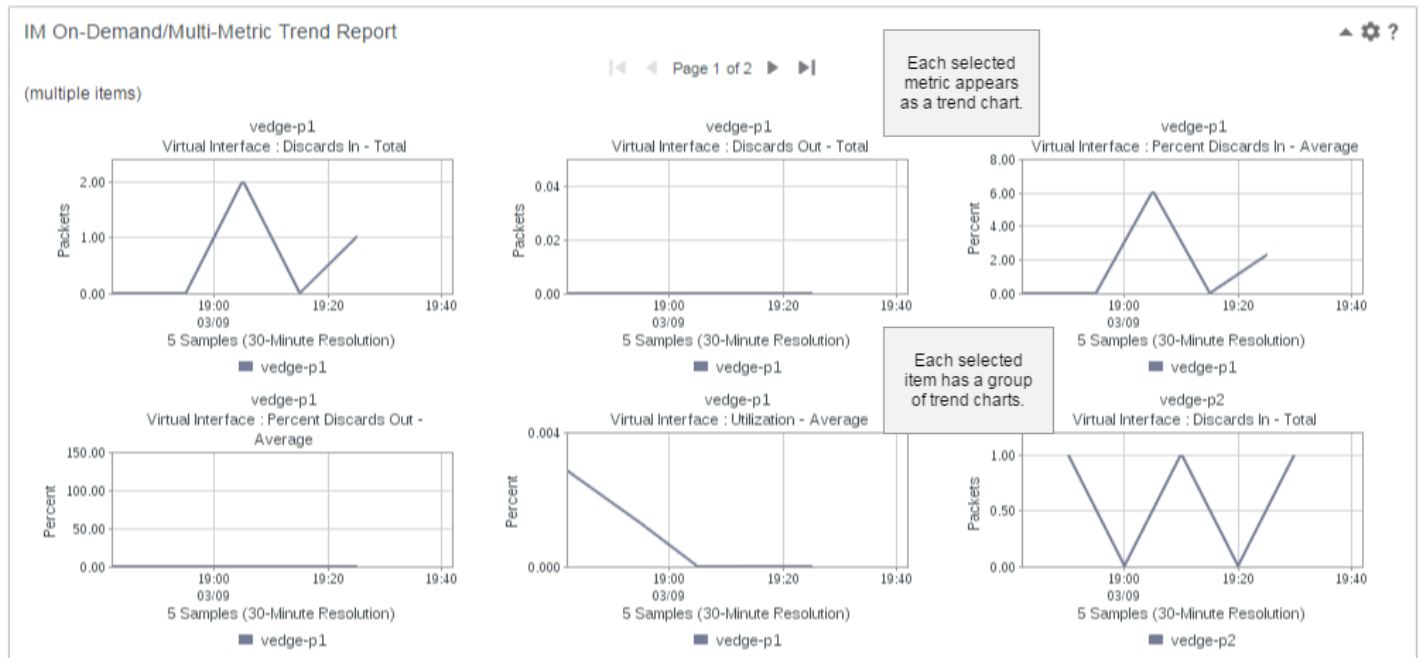 IM On-Demand/Multi-Metric Trend Report
?
Page 1 of 2
Each selected
metric appears
as a trend chart.
(multiple items)
vedge-p1
Virtual Interface : Discards In - Total
2.00
1.00
0.00
Packets
19:00
19:20
19:40
03/09
5 Samples (30-Minute Resolution)
vedge-p1
vedge-p1
Virtual Interface : Discards Out - Total
0.04
0.02
0.00
Packets
19:00
19:20
19:40
03/09
5 Samples (30-Minute Resolution)
vedge-p1
vedge-p1
Virtual Interface : Percent Discards In - Average
8.00
6.00
4.00
2.00
0.00
Percent
19:00
19:20
19:40
03/09
5 Samples (30-Minute Resolution)
vedge-p1
Each selected
item has a group
of trend charts.
vedge-p1
Virtual Interface : Percent Discards Out -
Average
150.00
100.00
50.00
0.00
Percent
19:00
19:20
19:40
03/09
5 Samples (30-Minute Resolution)
vedge-p1
vedge-p1
Virtual Interface : Utilization - Average
0.004
0.000
Percent
19:00
19:20
19:40
03/09
5 Samples (30-Minute Resolution)
vedge-p1
vedge-p2
Virtual Interface : Discards In - Total
1.00
0.50
0.00
Packets
19:00
19:20
19:40
03/09
5 Samples (30-Minute Resolution)
vedge-p2